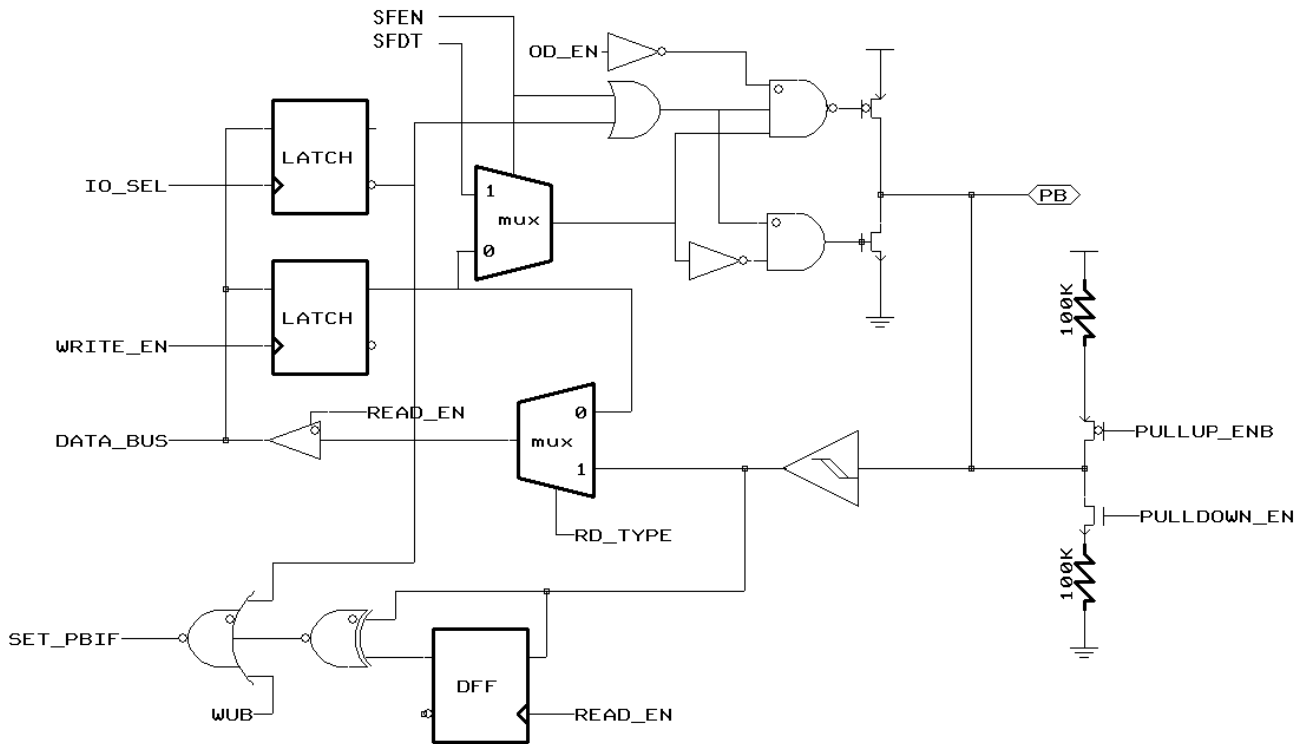 SFEN
SFDT
OD_EN
LATCH
IO_SEL
1
mux
0
PB
LATCH
WRITE_EN
100K
READ_EN
0
DATA_BUS
mux
1
PULLUP_ENB
PULLDOWN_EN
RD_TYPE
100K
SET_PBIF
DFF
WUB
READ_EN